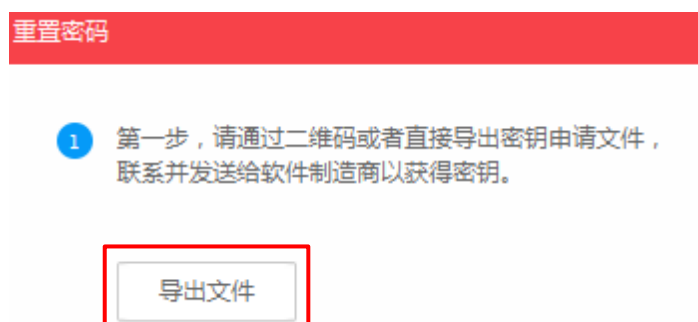 重置密码
1 第一步，请通过二维码或者直接导出密钥申请文件，
联系并发送给软件制造商以获得密钥。
导出文件